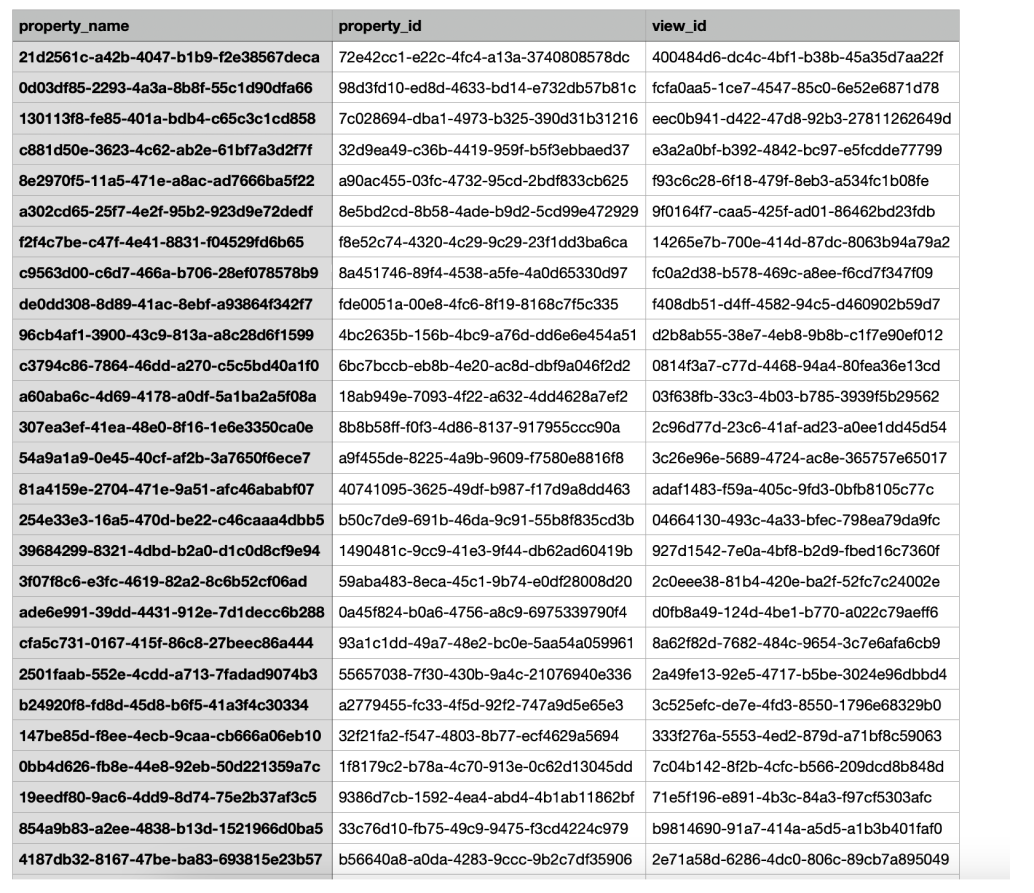 property_name property_id view_id
21d2561c-a42b-4047-b1b9-f2e38567deca 72e42cc1-e22c-4fc4-a13a-3740808578dc 400484d6-dc4c-4bf1-b38b-45a35d7aa22f
0d03df85-2293-4a3a-8b8f-55c1d90dfa66 98d3fd10-ed8d-4633-bd14-e732db57b81c fcfa0aa5-1ce7-4547-85c0-6e52e6871d78
130113f8-fe85-401a-bdb4-c65c3c1cd858 7c028694-dba1-4973-b325-390d31b31216 eec0b941-d422-47d8-92b3-27811262649d
c881d50e-3623-4c62-ab2e-61bf7a3d2f7f 32d9ea49-c36b-4419-959f-b5f3ebbaed37 e3a2a0bf-b392-4842-bc97-e5fcdde77799
8e2970f5-11a5-471e-a8ac-ad7666ba5f22 a90ac455-03fc-4732-95cd-2bdf833cb625 f93c6c28-6f18-479f-8eb3-a534fc1b08fe
a302cd65-25f7-4e2f-95b2-923d9e72dedf 8e5bd2cd-8b58-4ade-b9d2-5cd99e472929 9f0164f7-caa5-425f-ad01-86462bd23fdb
f2f4c7be-c47f-4e41-8831-f04529fd6b65 f8e52c74-4320-4c29-9c29-23f1dd3ba6ca 14265e7b-700e-414d-87dc-8063b94a79a2
c9563d00-c6d7-466a-b706-28ef078578b9 8a451746-89f4-4538-a5fe-4a0d65330d97 fc0a2d38-b578-469c-a8ee-f6cd7f347f09
de0dd308-8d89-41ac-8ebf-a93864f342f7 fde0051a-00e8-4fc6-8f19-8168c7f5c335 f408db51-d4ff-4582-94c5-d460902b59d7
96cb4af1-3900-43c9-813a-a8c28d6f1599 4bc2635b-156b-4bc9-a76d-dd6e6e454a51 d2b8ab55-38e7-4eb8-9b8b-c1f7e90ef012
c3794c86-7864-46dd-a270-c5c5bd40a1f0 6bc7bccb-eb8b-4e20-ac8d-dbf9a046f2d2 0814f3a7-c77d-4468-94a4-80fea36e13cd
a60aba6c-4d69-4178-a0df-5a1ba2a5f08a 18ab949e-7093-4f22-a632-4dd4628a7ef2 03f638fb-33c3-4b03-b785-3939f5b29562
307ea3ef-41ea-48e0-8f16-1e6e3350ca0e 8b8b58ff-f0f3-4d86-8137-917955ccc90a 2c96d77d-23c6-41af-ad23-a0ee1dd45d54
54a9a1a9-0e45-40cf-af2b-3a7650f6ece7 a9f455de-8225-4a9b-9609-f7580e8816f8 3c26e96e-5689-4724-ac8e-365757e65017
81a4159e-2704-471e-9a51-afc46ababf07 40741095-3625-49df-b987-f17d9a8dd463 adaf1483-f59a-405c-9fd3-0bfb8105c77c
254e33e3-16a5-470d-be22-c46caaa4dbb5 b50c7de9-691b-46da-9c91-55b8f835cd3b 04664130-493c-4a33-bfec-798ea79da9fc
39684299-8321-4dbd-b2a0-d1c0d8cf9e94 1490481c-9cc9-41e3-9f44-db62ad60419b 927d1542-7e0a-4bf8-b2d9-fbed16c7360f
3f07f8c6-e3fc-4619-82a2-8c6b52cf06ad 59aba483-8eca-45c1-9b74-e0df28008d20 2c0eee38-81b4-420e-ba2f-52fc7c24002e
ade6e991-39dd-4431-912e-7d1decc6b288 0a45f824-b0a6-4756-a8c9-6975339790f4 d0fb8a49-124d-4be1-b770-a022c79aeff6
cfa5c731-0167-415f-86c8-27beec86a444 93a1c1dd-49a7-48e2-bc0e-5aa54a059961 8a62f82d-7682-484c-9654-3c7e6afa6cb9
2501faab-552e-4cdd-a713-7fadad9074b3 55657038-7f30-430b-9a4c-21076940e336 2a49fe13-92e5-4717-b5be-3024e96dbbd4
b24920f8-fd8d-45d8-b6f5-41a3f4c30334 a2779455-fc33-4f5d-92f2-747a9d5e65e3 3c525efc-de7e-4fd3-8550-1796e68329b0
147be85d-f8ee-4ecb-9caa-cb666a06eb10 32f21fa2-f547-4803-8b77-ecf4629a5694 333f276a-5553-4ed2-879d-a71bf8c59063
0bb4d626-fb8e-44e8-92eb-50d221359a7c 1f8179c2-b78a-4c70-913e-0c62d13045dd 7c04b142-8f2b-4cfc-b566-209dcd8b848d
19eedf80-9ac6-4dd9-8d74-75e2b37af3c5 9386d7cb-1592-4ea4-abd4-4b1ab11862bf 71e5f196-e891-4b3c-84a3-f97cf5303afc
854a9b83-a2ee-4838-b13d-1521966d0ba5 33c76d10-fb75-49c9-9475-f3cd4224c979 b9814690-91a7-414a-a5d5-a1b3b401faf0
4187db32-8167-47be-ba83-693815e23b57 b56640a8-a0da-4283-9ccc-9b2c7df35906 2e71a58d-6286-4dc0-806c-89cb7a895049